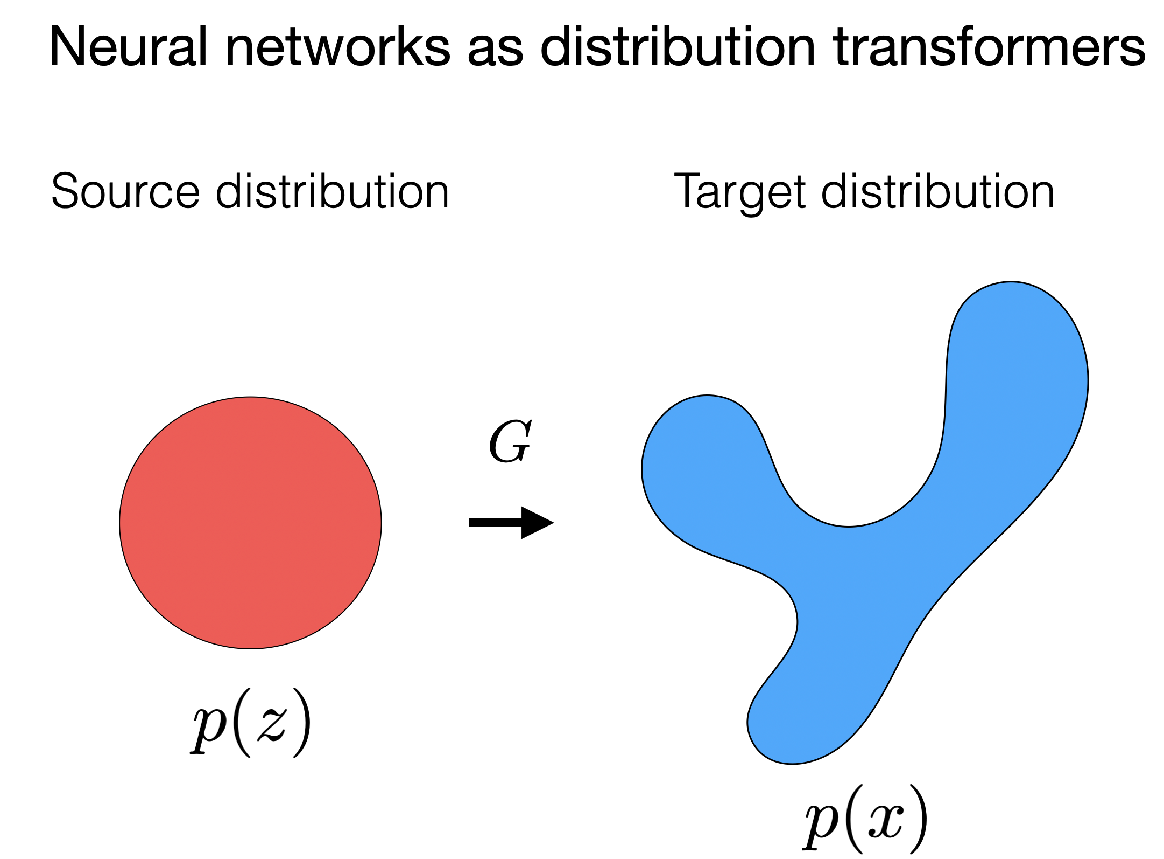 Neural networks as distribution transformers
Source distribution
Target distribution
G
p(z)
p(x)